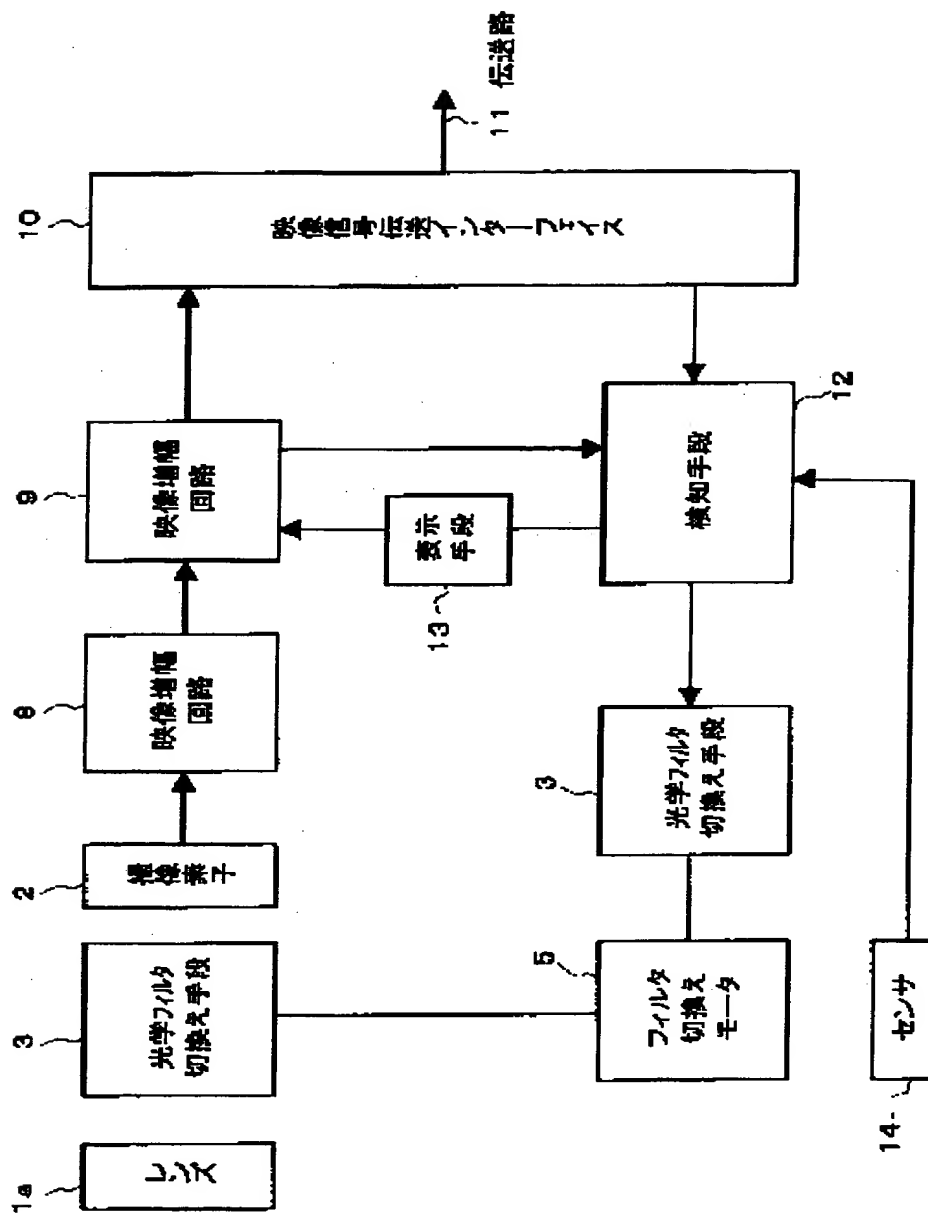 1a
レンズ
3
光学フィルタ
切換え手段
2
撮像素子
8
映像増幅
回路
9
映像増幅
回路
10
映像信号伝送インターフェイス
11 伝送路
13
表示
手段
12
検知手段
3
光学フィルタ
切換え手段
5
フィルタ
切換え
モータ
14
センサ